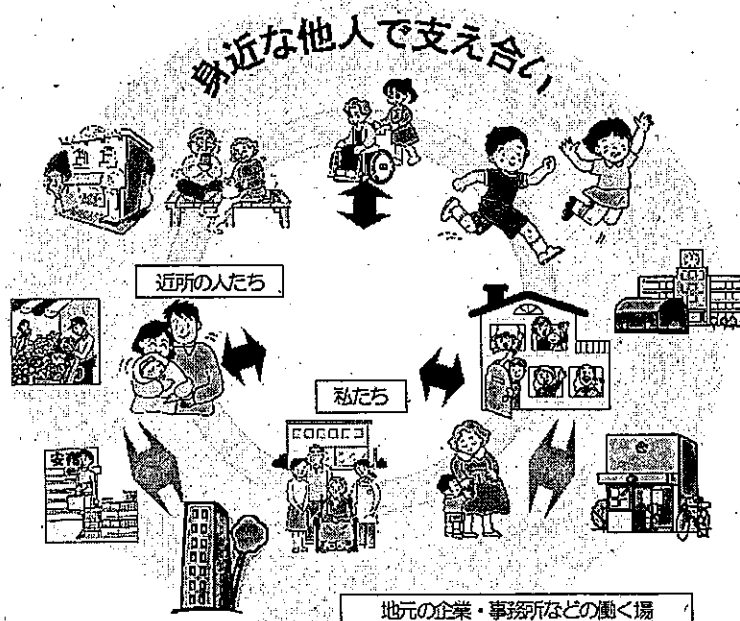 身近な他人で支え合い
近所の人たち
私たち
地元の企業・事務所などの働く場